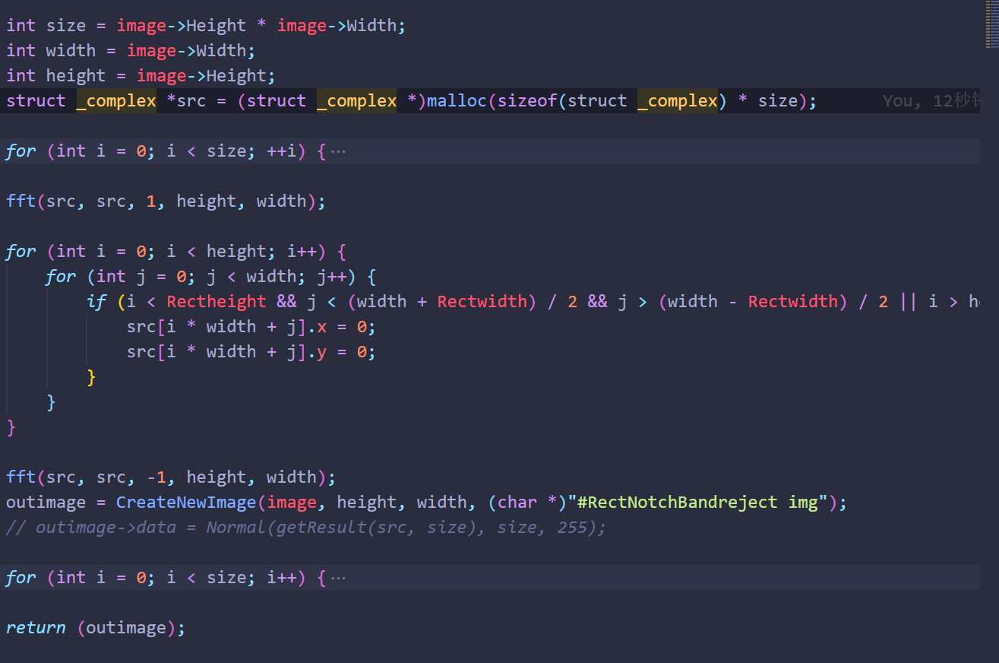 int size = image->Height * image->Width;
int width = image->Width;
int height = image->Height;
struct _complex *src = (struct _complex *)malloc(sizeof(struct _complex) * size); You, 12秒
for (int i = 0; i < size; ++i) {···
fft(src, src, 1, height, width);
for (int i = 0; i < height; i++) {
for (int j = 0; j < width; j++) {
if (i < Rectheight && j < (width + Rectwidth) / 2 && j > (width - Rectwidth) / 2 || i >
src[i * width + j].x = 0;
src[i * width + j].y = 0;
}
}
}
fft(src, src, -1, height, width);
outimage = CreateNewImage(image, height, width, (char *)"#RectNotchBandreject img");
// outimage->data = Normal(getResult(src, size), size, 255);
for (int i = 0; i < size; i++) {···
return (outimage);